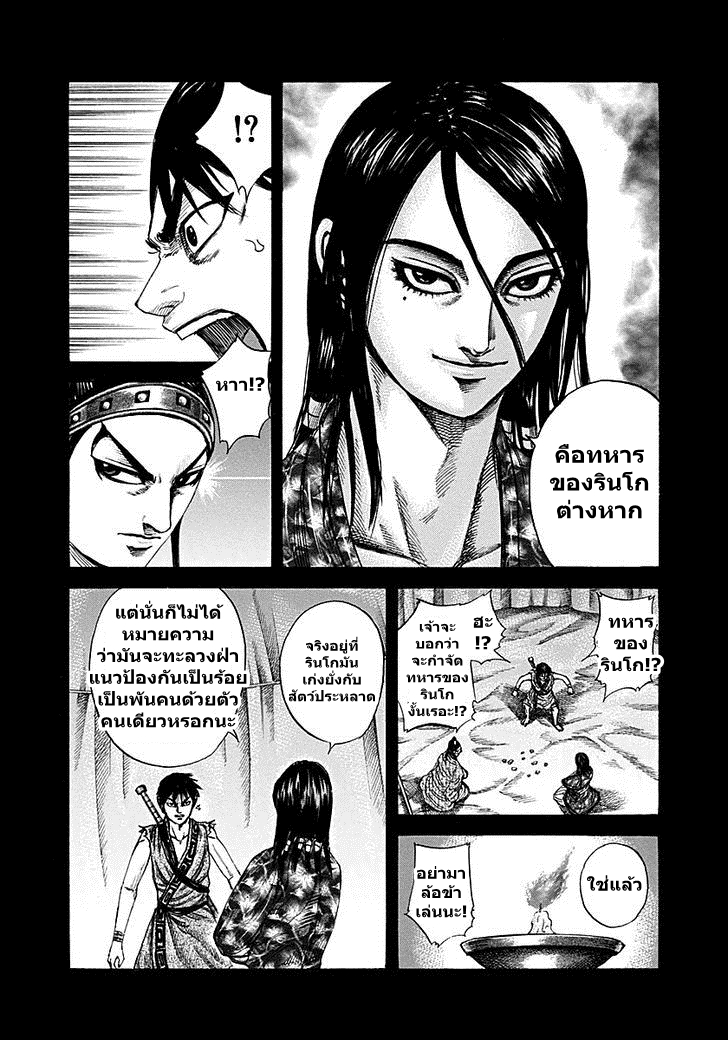 คือทหาร
ของรินโก
ต่างหาก
!?
หาา!?
ทหาร
ของ
รินโก!?
ฮะ
!?
เจ้าจะ
บอกว่า
จะกำจัด
ทหารของ
รินโก
งั้นเรอะ!?
ใช่แล้ว
อย่ามา
ล้อข้า
เล่นนะ!
จริงอยู่ที่
รินโกมัน
เก่งยั่งกับ
สัตว์ประหลาด
แต่นั่นก็ไม่ได้
หมายความ
ว่ามันจะทะลวงฝ่า
แนวป้องกันเป็นร้อย
เป็นพันคนด้วยตัว
คนเดียวหรอกนะ